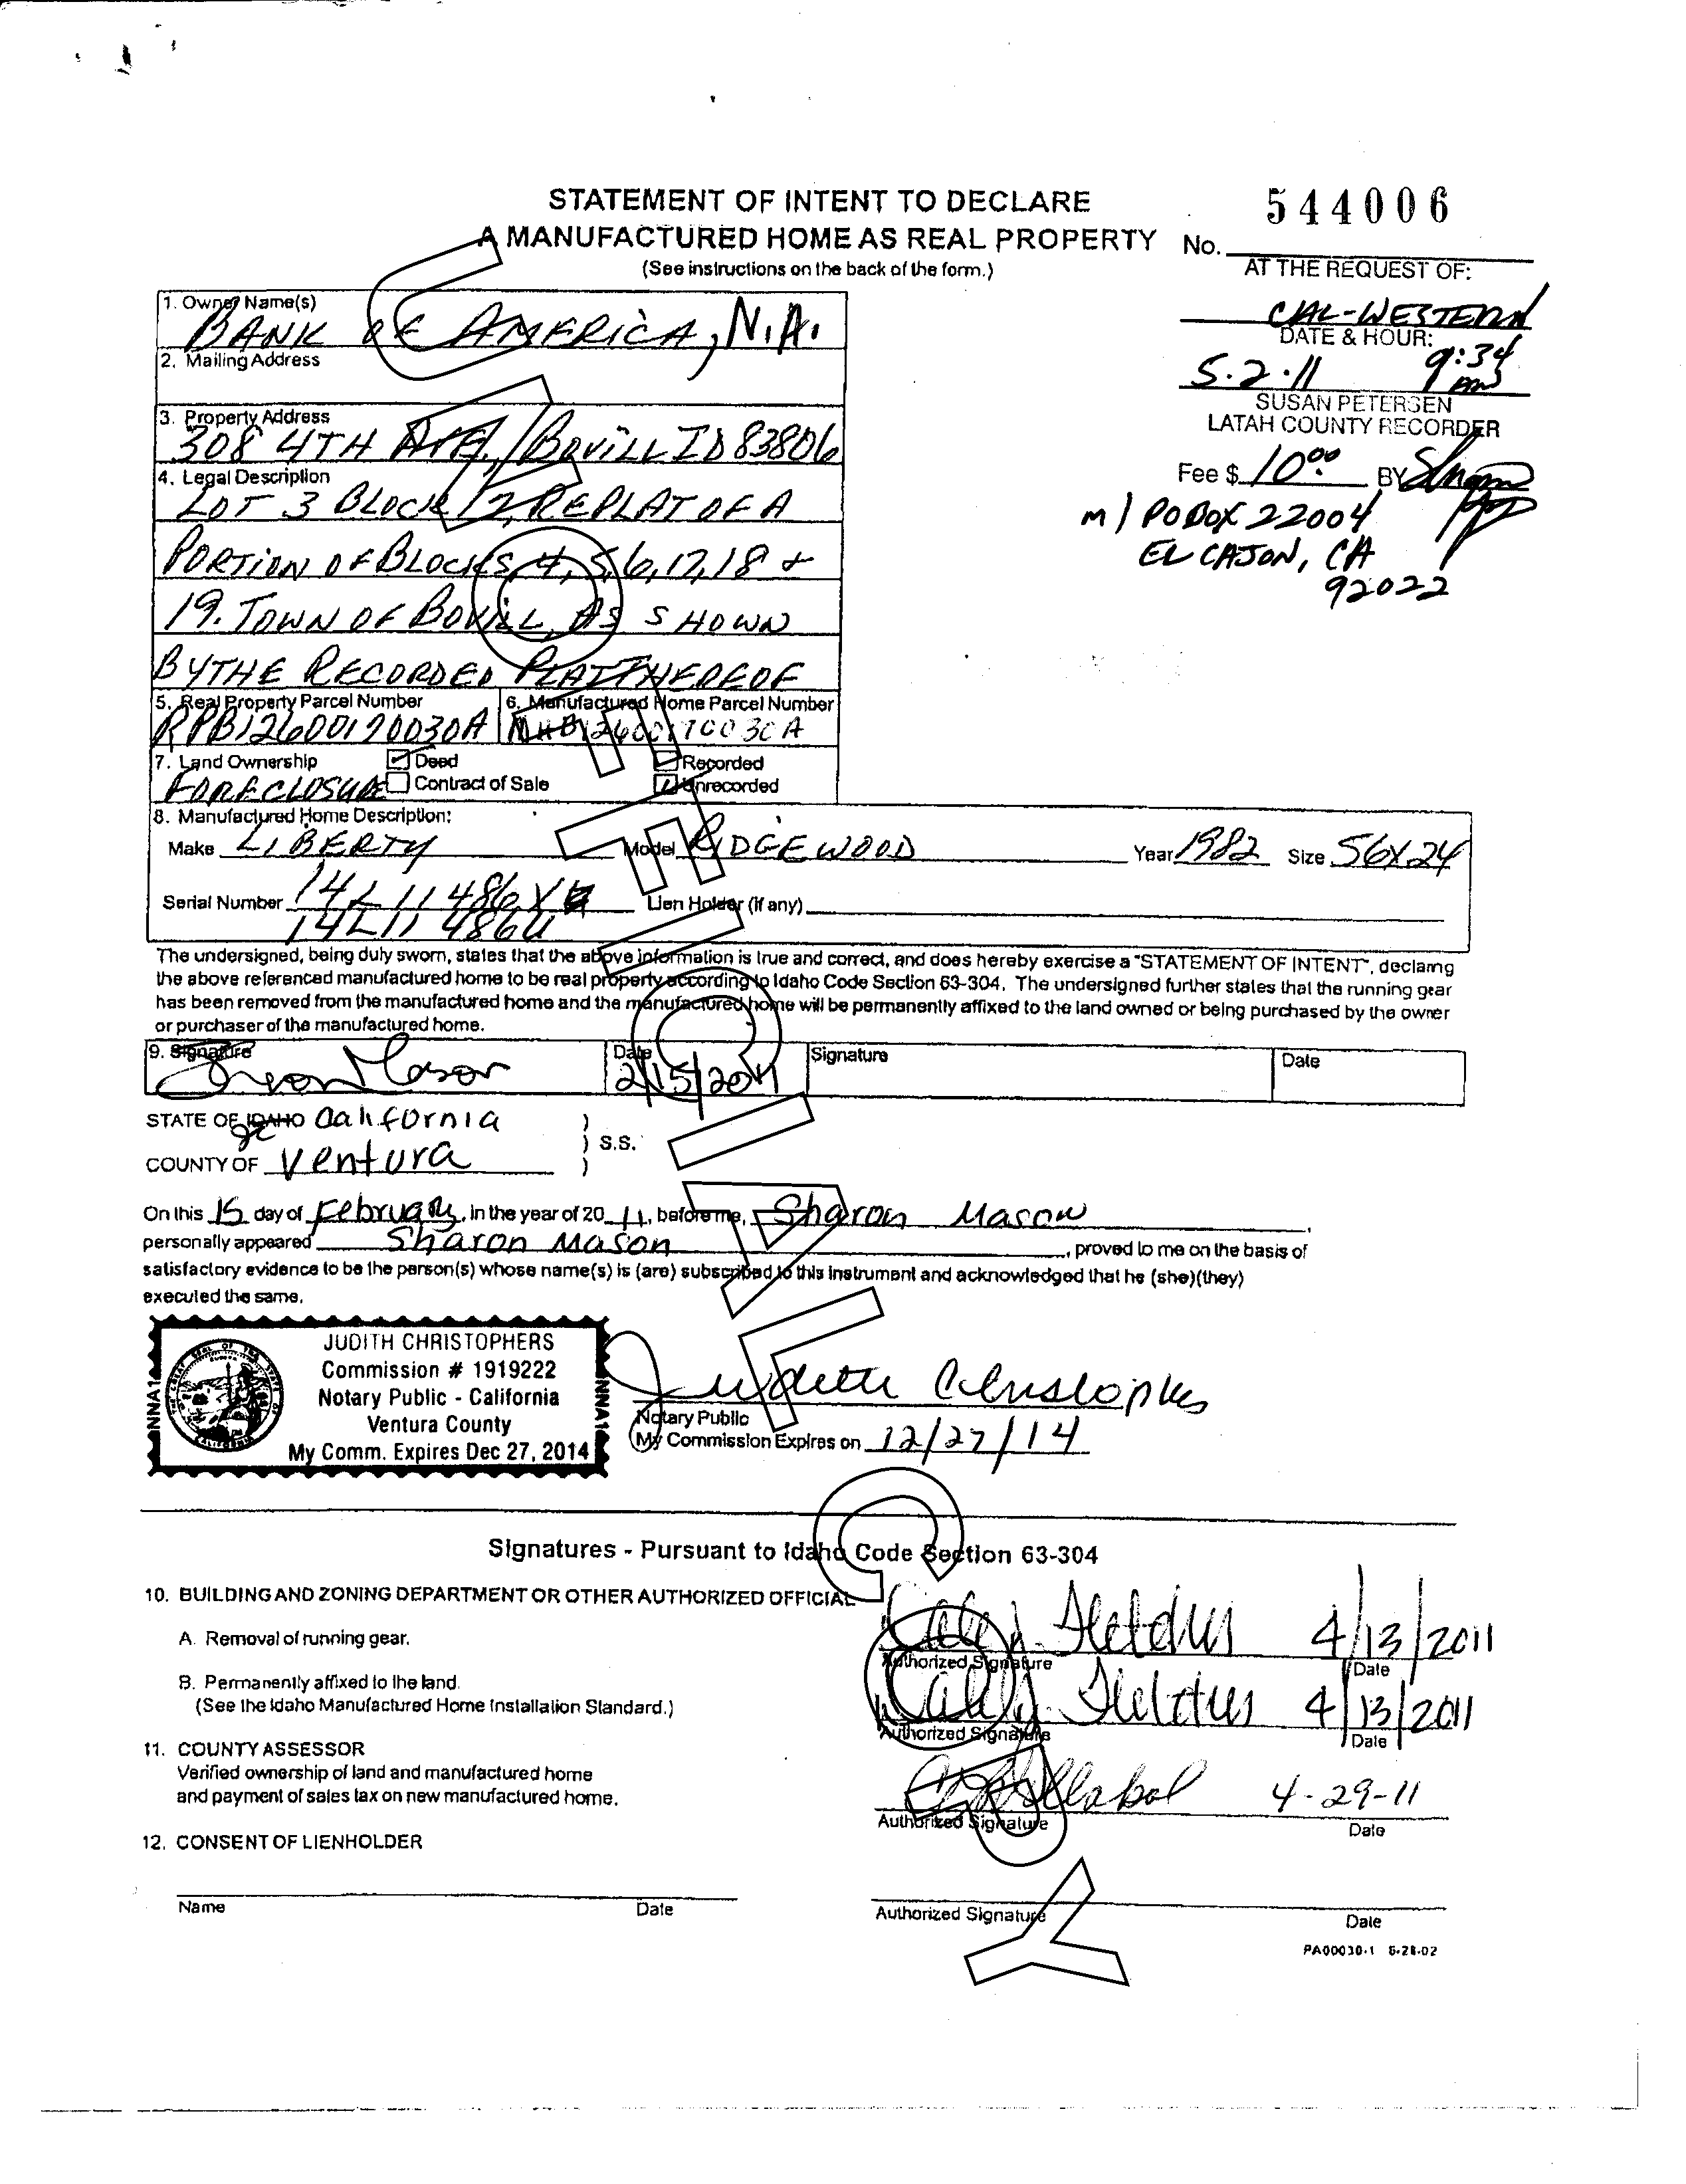 STATEMENT OF INTENT TO DECLARE
A MANUFACTURED HOME AS REAL PROPERTY
(See instructions on the back of the form.)
No. 544006
AT THE REQUEST OF:
CAL-WESTERN
DATE & HOUR:
5.2.11 9:34 am
SUSAN PETERSEN
LATAH COUNTY RECORDER
Fee $ 10.00 BY
m/ PO BOX 22004
EL CAJON, CA
92022
1. Owner Name(s)
BANK OF AMERICA, N.A.
2. Mailing Address
3. Property Address
308 4TH AVE. / BOVILL ID 83806
4. Legal Description
LOT 3 BLOCK 12, REPLAT OF A
PORTION OF BLOCKS, 4, 5, 6, 17, 18 +
19. TOWN OF BOVILL, AS SHOWN
BY THE RECORDED PLAT THEREOF
5. Real Property Parcel Number
6. Manufactured Home Parcel Number
7. Land Ownership
FORECLOSURE
Deed
Contract of Sale
Recorded
Unrecorded
8. Manufactured Home Description:
Make LIBERTY Model RIDGEWOOD Year 1982 Size 56X24
Serial Number 14L11486XU Lien Holder (if any)
14L11486U
The undersigned, being duly sworn, states that the above information is true and correct, and does hereby exercise a "STATEMENT OF INTENT", declaring
the above referenced manufactured home to be real property according to Idaho Code Section 63-304. The undersigned further states that the running gear
has been removed from the manufactured home and the manufactured home will be permanently affixed to the land owned or being purchased by the owner
or purchaser of the manufactured home.
9. Signature Date Signature Date
Sharon Mason 2/15/2011
STATE OF IDAHO California )
) S.S.
COUNTY OF Ventura )
On this 15 day of February, in the year of 20 11, before me, Sharon Mason,
personally appeared Sharon Mason, proved to me on the basis of
satisfactory evidence to be the person(s) whose name(s) is (are) subscribed to this instrument and acknowledged that he (she)(they)
executed the same.
JUDITH CHRISTOPHERS
Commission # 1919222
Notary Public - California
Ventura County
My Comm. Expires Dec 27, 2014
Judith Christophers
Notary Public
My Commission Expires on 12/27/14
Signatures - Pursuant to Idaho Code Section 63-304
10. BUILDING AND ZONING DEPARTMENT OR OTHER AUTHORIZED OFFICIAL
A. Removal of running gear.
4/13/2011
Authorized Signature Date
B. Permanently affixed to the land.
(See the Idaho Manufactured Home Installation Standard.)
4/13/2011
Authorized Signature Date
11. COUNTY ASSESSOR
Verified ownership of land and manufactured home
and payment of sales tax on new manufactured home.
4-29-11
Authorized Signature Date
12. CONSENT OF LIENHOLDER
Name Date Authorized Signature Date
PA00030-1 6-28-02
UNOFFICIAL COPY